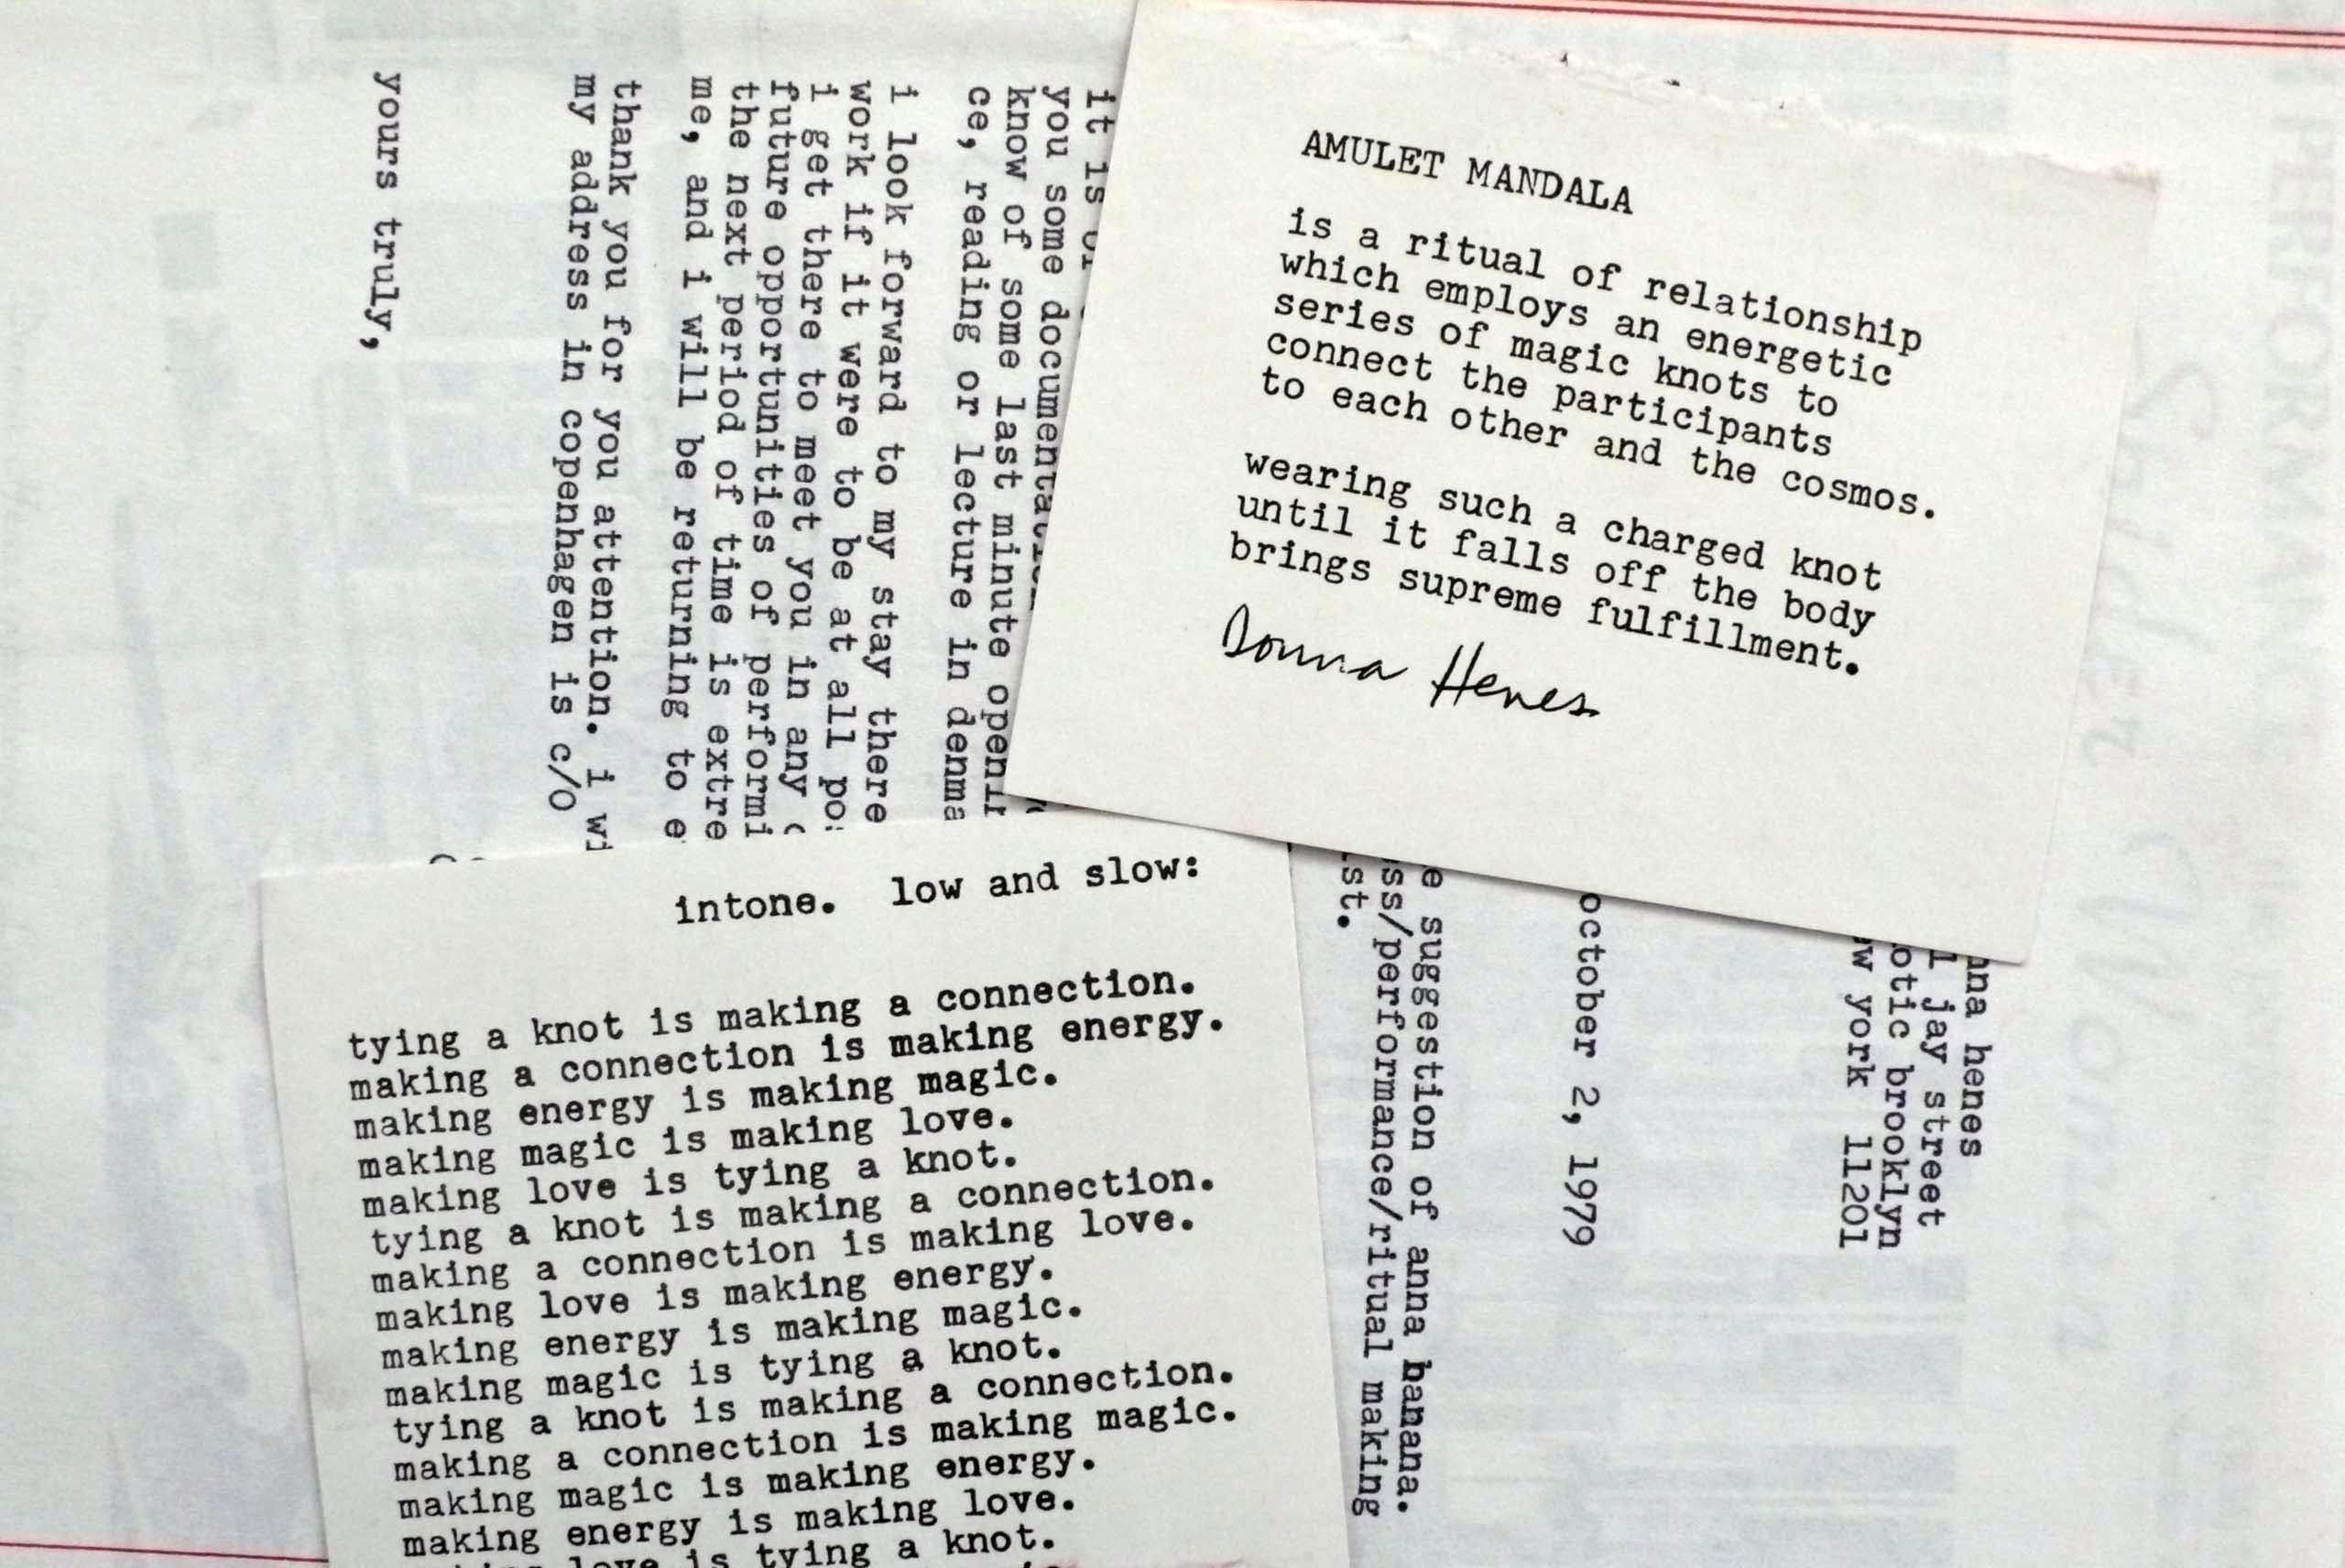 AMULET MANDALA
is a ritual of relationship
which employs an energetic
series of magic knots to
connect the participants
to each other and the cosmos.
wearing such a charged knot
until it falls off the body
brings supreme fulfillment.
Donna Henes
intone. low and slow:
tying a knot is making a connection.
making a connection is making energy.
making energy is making magic.
making magic is making love.
making love is tying a knot.
tying a knot is making a connection.
making a connection is making love.
making love is making energy.
making energy is making magic.
making magic is tying a knot.
tying a knot is making a connection.
making a connection is making magic.
making magic is making energy.
making energy is making love.
love is tying a knot.
henes
jay street
brooklyn
york 11201
october 2, 1979
suggestion of anna banana.
/performance/ritual making
it is
you some
know of some last minute
ce, reading or lecture in denma
i look forward to my stay there
work if it were to be at all
i get there to meet you in any
future opportunities of performi
the next period of time is extre
me, and i will be returning to e
thank you for you attention. i
my address in copenhagen is c/o
yours truly,